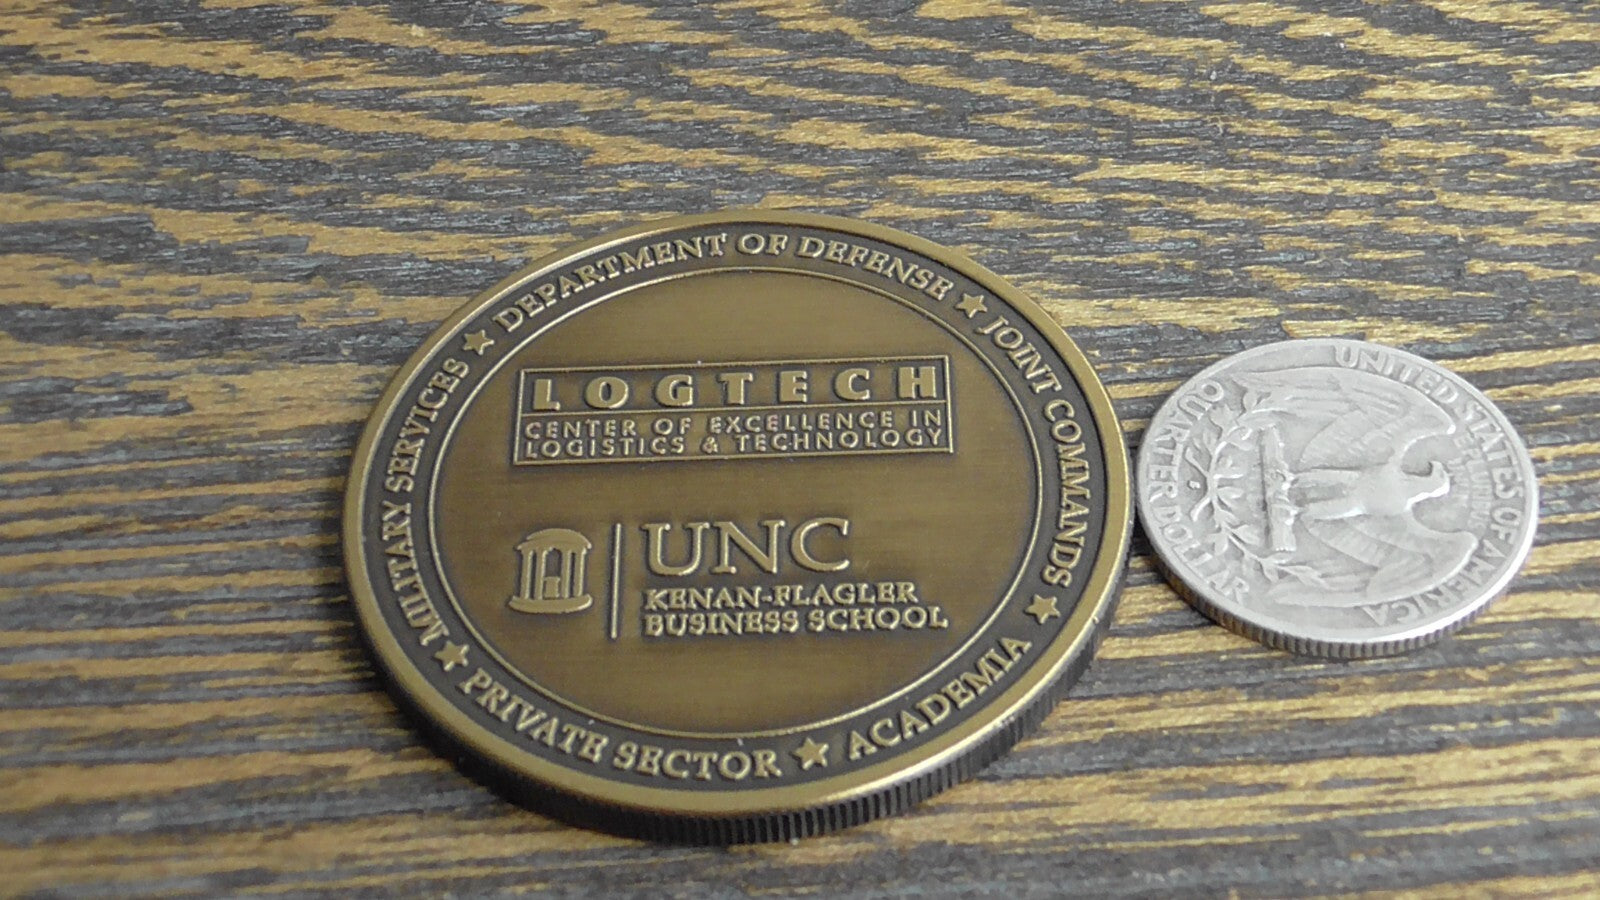 DEPARTMENT OF DEFENSE ★ JOINT COMMANDS ★ ACADEMIA ★ PRIVATE SECTOR ★ MILITARY SERVICES ★
LOGTECH
CENTER OF EXCELLENCE IN
LOGISTICS & TECHNOLOGY
UNC
KENAN-FLAGLER
BUSINESS SCHOOL
UNITED STATES OF AMERICA
QUARTER DOLLAR